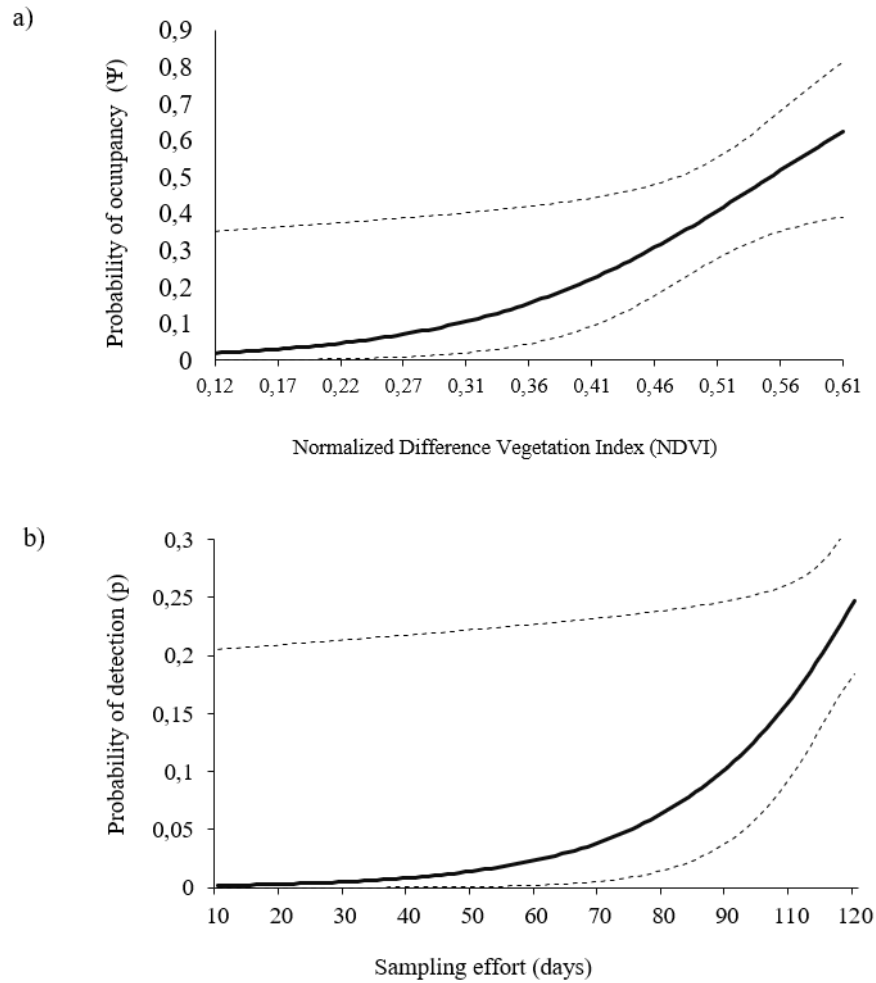 a)
Probability of ocuupancy (Ψ)
0,9
0,8
0,7
0,6
0,5
0,4
0,3
0,2
0,1
0
0,12 0,17 0,22 0,27 0,31 0,36 0,41 0,46 0,51 0,56 0,61
Normalized Difference Vegetation Index (NDVI)
b)
Probability of detection (p)
0,3
0,25
0,2
0,15
0,1
0,05
0
10 20 30 40 50 60 70 80 90 110 120
Sampling effort (days)